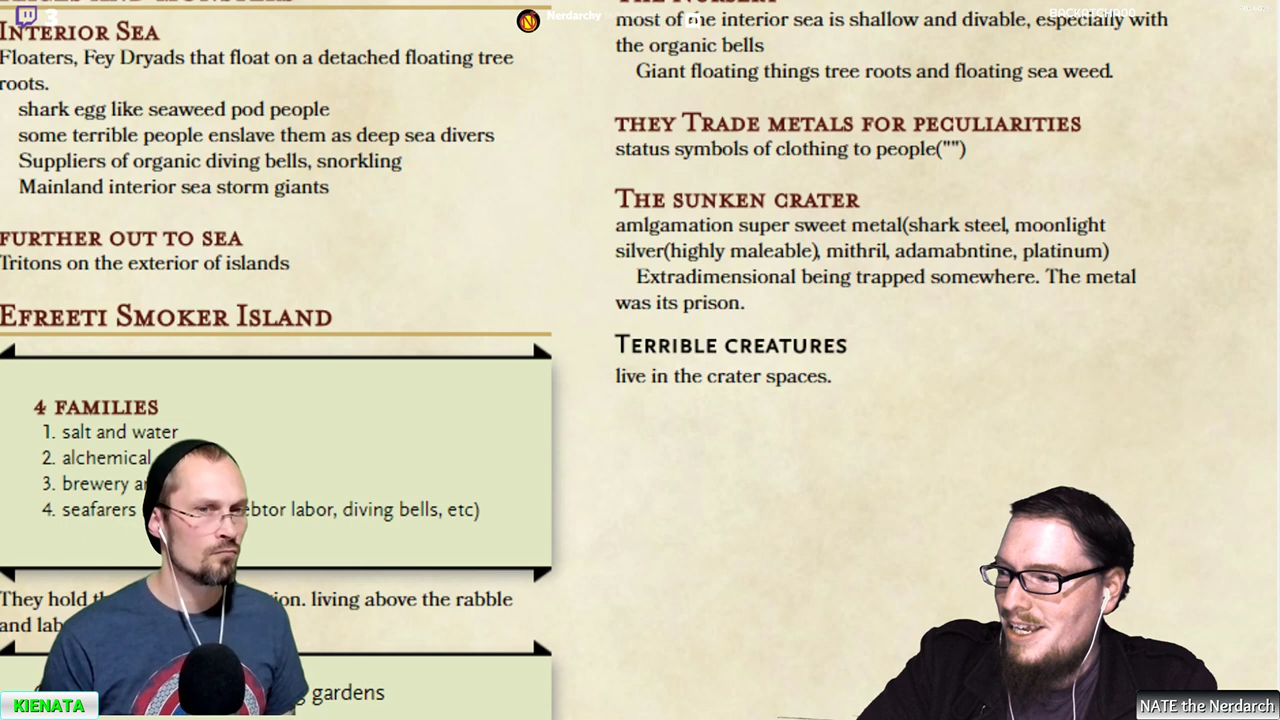 3
Nerdarchy
INTERIOR SEA
Floaters, Fey Dryads that float on a detached floating tree
roots.
shark egg like seaweed pod people
some terrible people enslave them as deep sea divers
Suppliers of organic diving bells, snorkling
Mainland interior sea storm giants
FURTHER OUT TO SEA
Tritons on the exterior of islands
EFREETI SMOKER ISLAND
4 FAMILIES
1. salt and water
2. alchemical
3. brewery
4. seafarers ebtor labor, diving bells, etc)
They hold ion. living above the rabble
and
gardens
most of the interior sea is shallow and divable, especially with
the organic bells
Giant floating things tree roots and floating sea weed.
THEY TRADE METALS FOR PECULIARITIES
status symbols of clothing to people("")
THE SUNKEN CRATER
amlgamation super sweet metal(shark steel, moonlight
silver(highly maleable), mithril, adamabntine, platinum)
Extradimensional being trapped somewhere. The metal
was its prison.
TERRIBLE CREATURES
live in the crater spaces.
KIENATA
NATE the Nerdarch